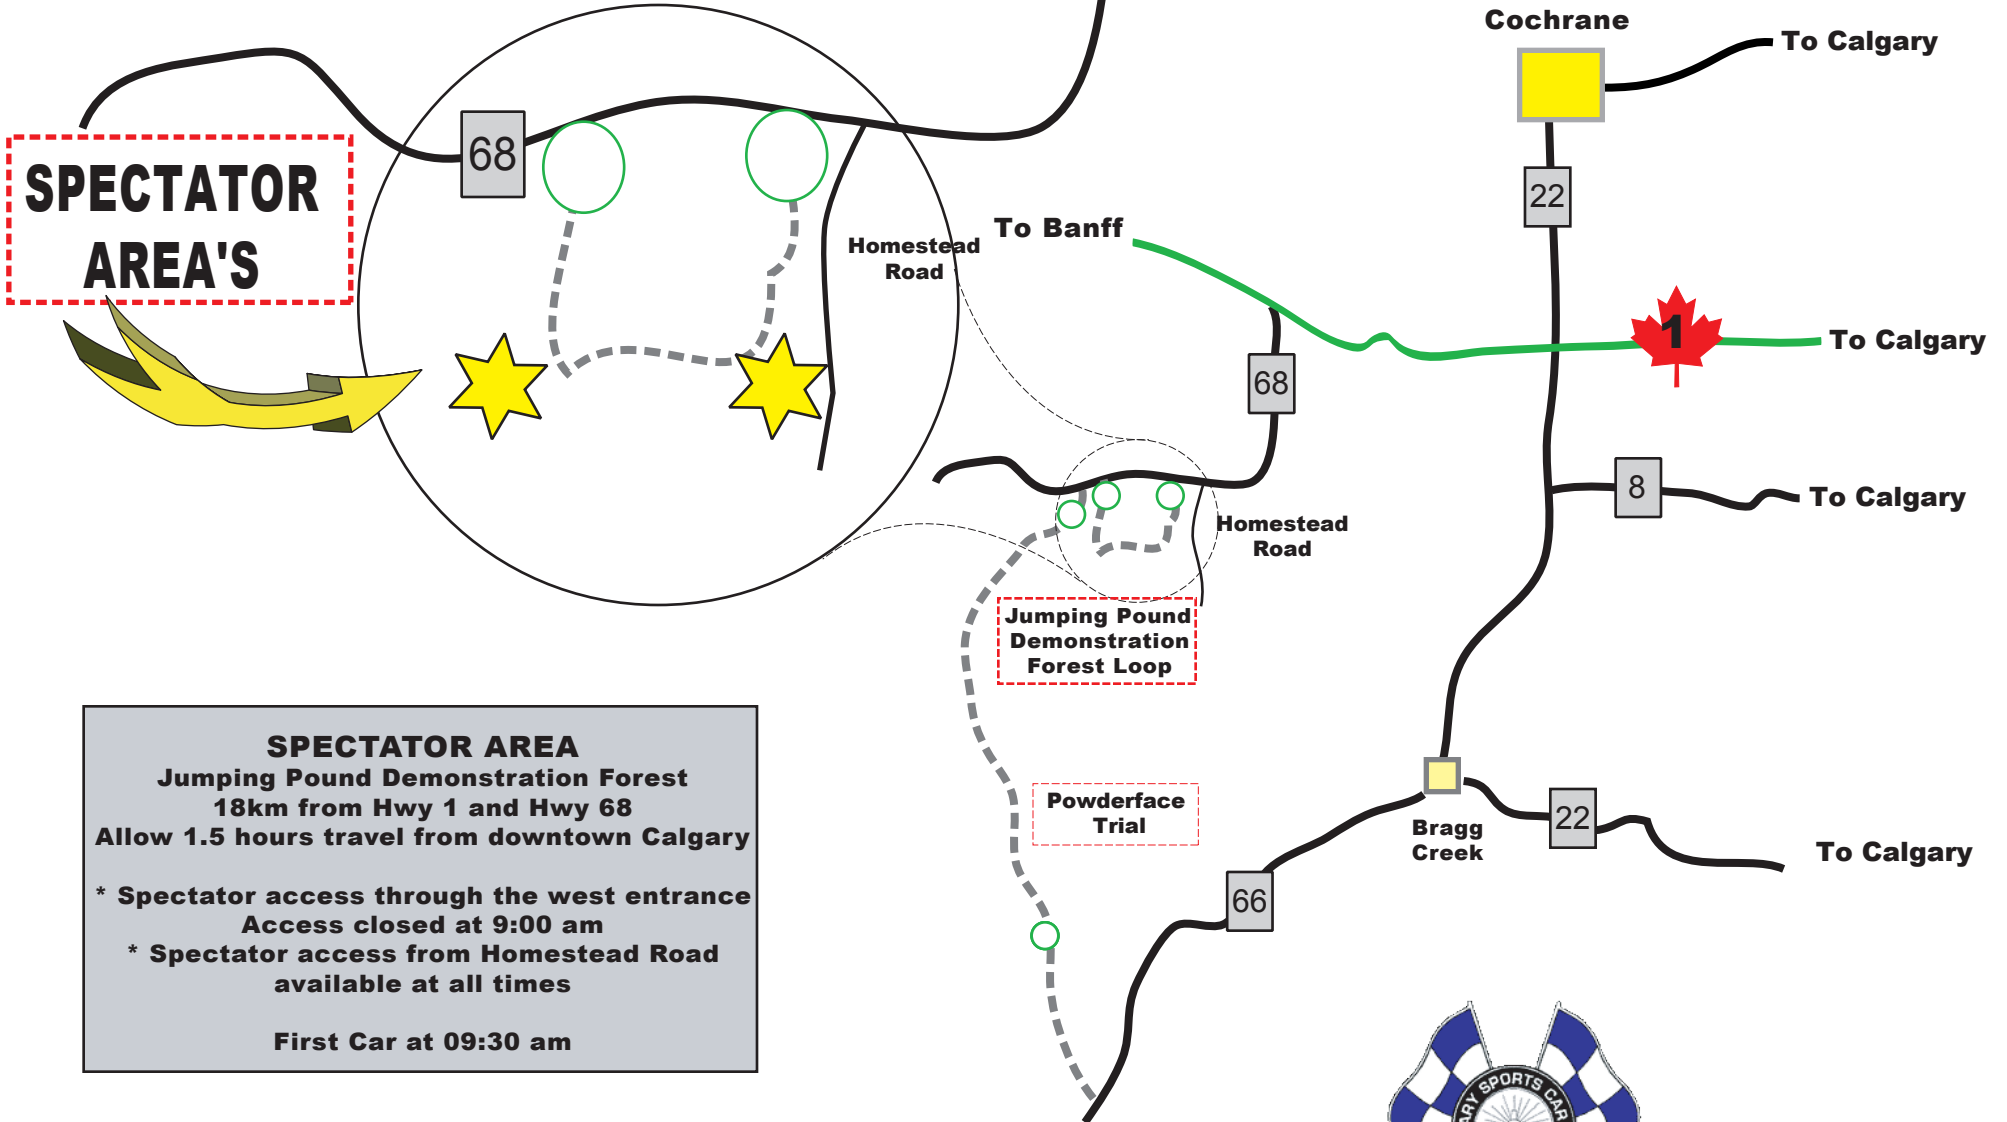 Cochrane
To Calgary
68
SPECTATOR
AREA'S
22
To Banff
Homestead
Road
1
To Calgary
68
8
To Calgary
Homestead
Road
Jumping Pound
Demonstration
Forest Loop
SPECTATOR AREA
Jumping Pound Demonstration Forest
18km from Hwy 1 and Hwy 68
Allow 1.5 hours travel from downtown Calgary
* Spectator access through the west entrance
Access closed at 9:00 am
* Spectator access from Homestead Road
available at all times
First Car at 09:30 am
Powderface
Trial
Bragg
Creek
22
To Calgary
66
ARY SPORTS CAR